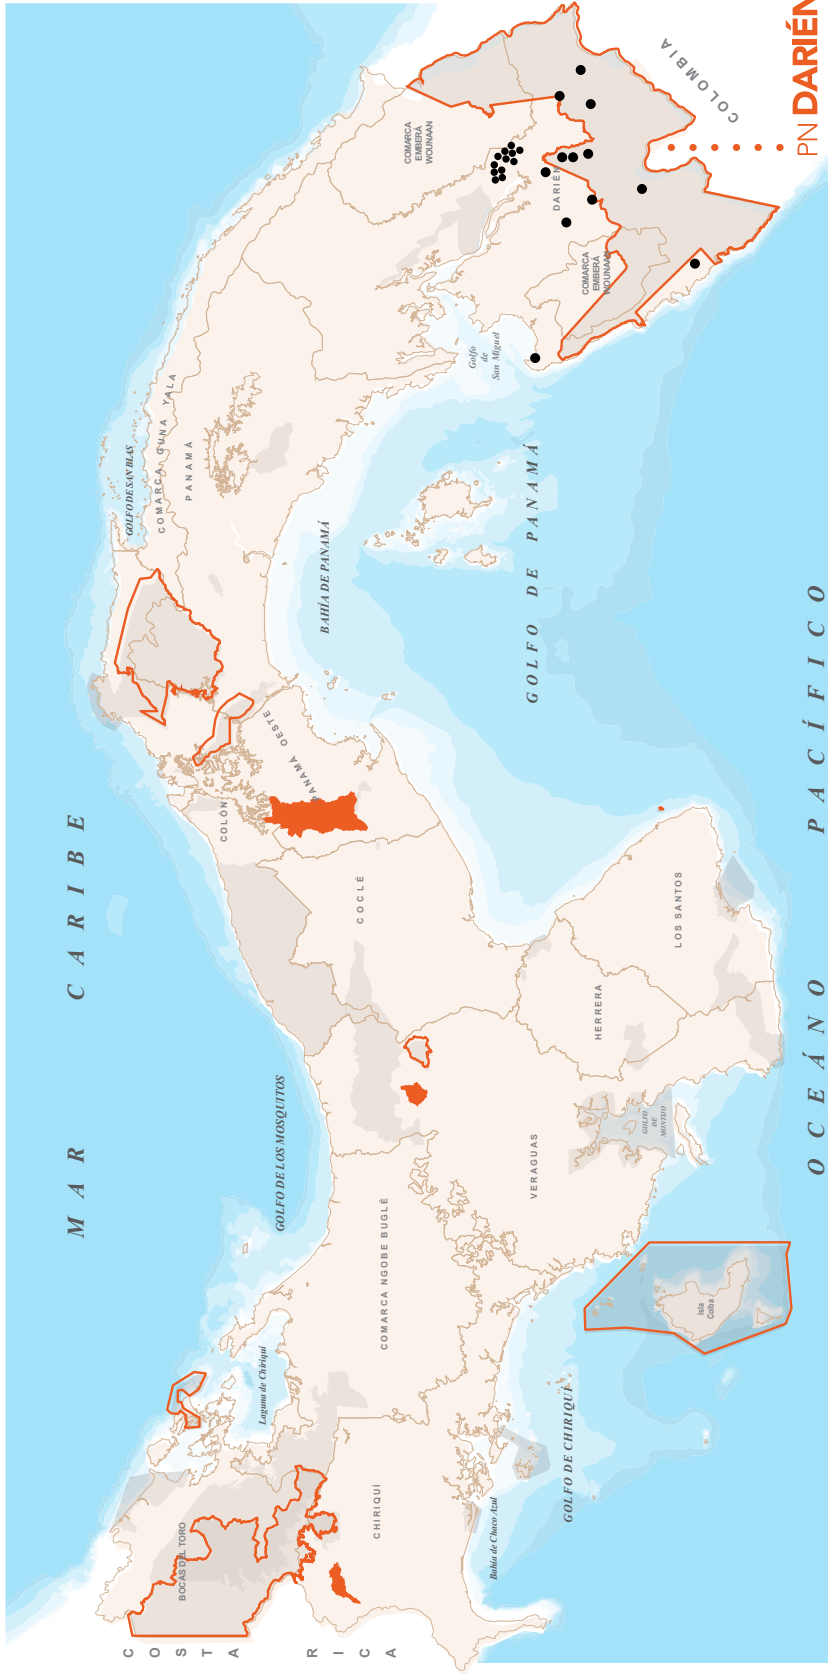 MAR CARIBE
COSTA RICA
BOCAS DEL TORO
Laguna de Chiriquí
GOLFO DE LOS MOSQUITOS
COLÓN
PANAMÁ OESTE
GOLFO DE SAN BLAS
COMARCA GUNA YALA
PANAMÁ
COMARCA
EMBERÁ
WOUNAAN
CHIRIQUÍ
COMARCA NGOBE BUGLÉ
COCLÉ
BAHÍA DE PANAMÁ
Golfo
de
San Miguel
DARIÉN
COMARCA
EMBERÁ
WOUNAAN
COLOMBIA
Bahía de Chaco Azul
GOLFO DE CHIRIQUÍ
VERAGUAS
HERRERA
LOS SANTOS
GOLFO
DE
MONTIJO
Isla
Coiba
GOLFO DE PANAMÁ
OCEÁNO PACÍFICO
PN DARIÉN